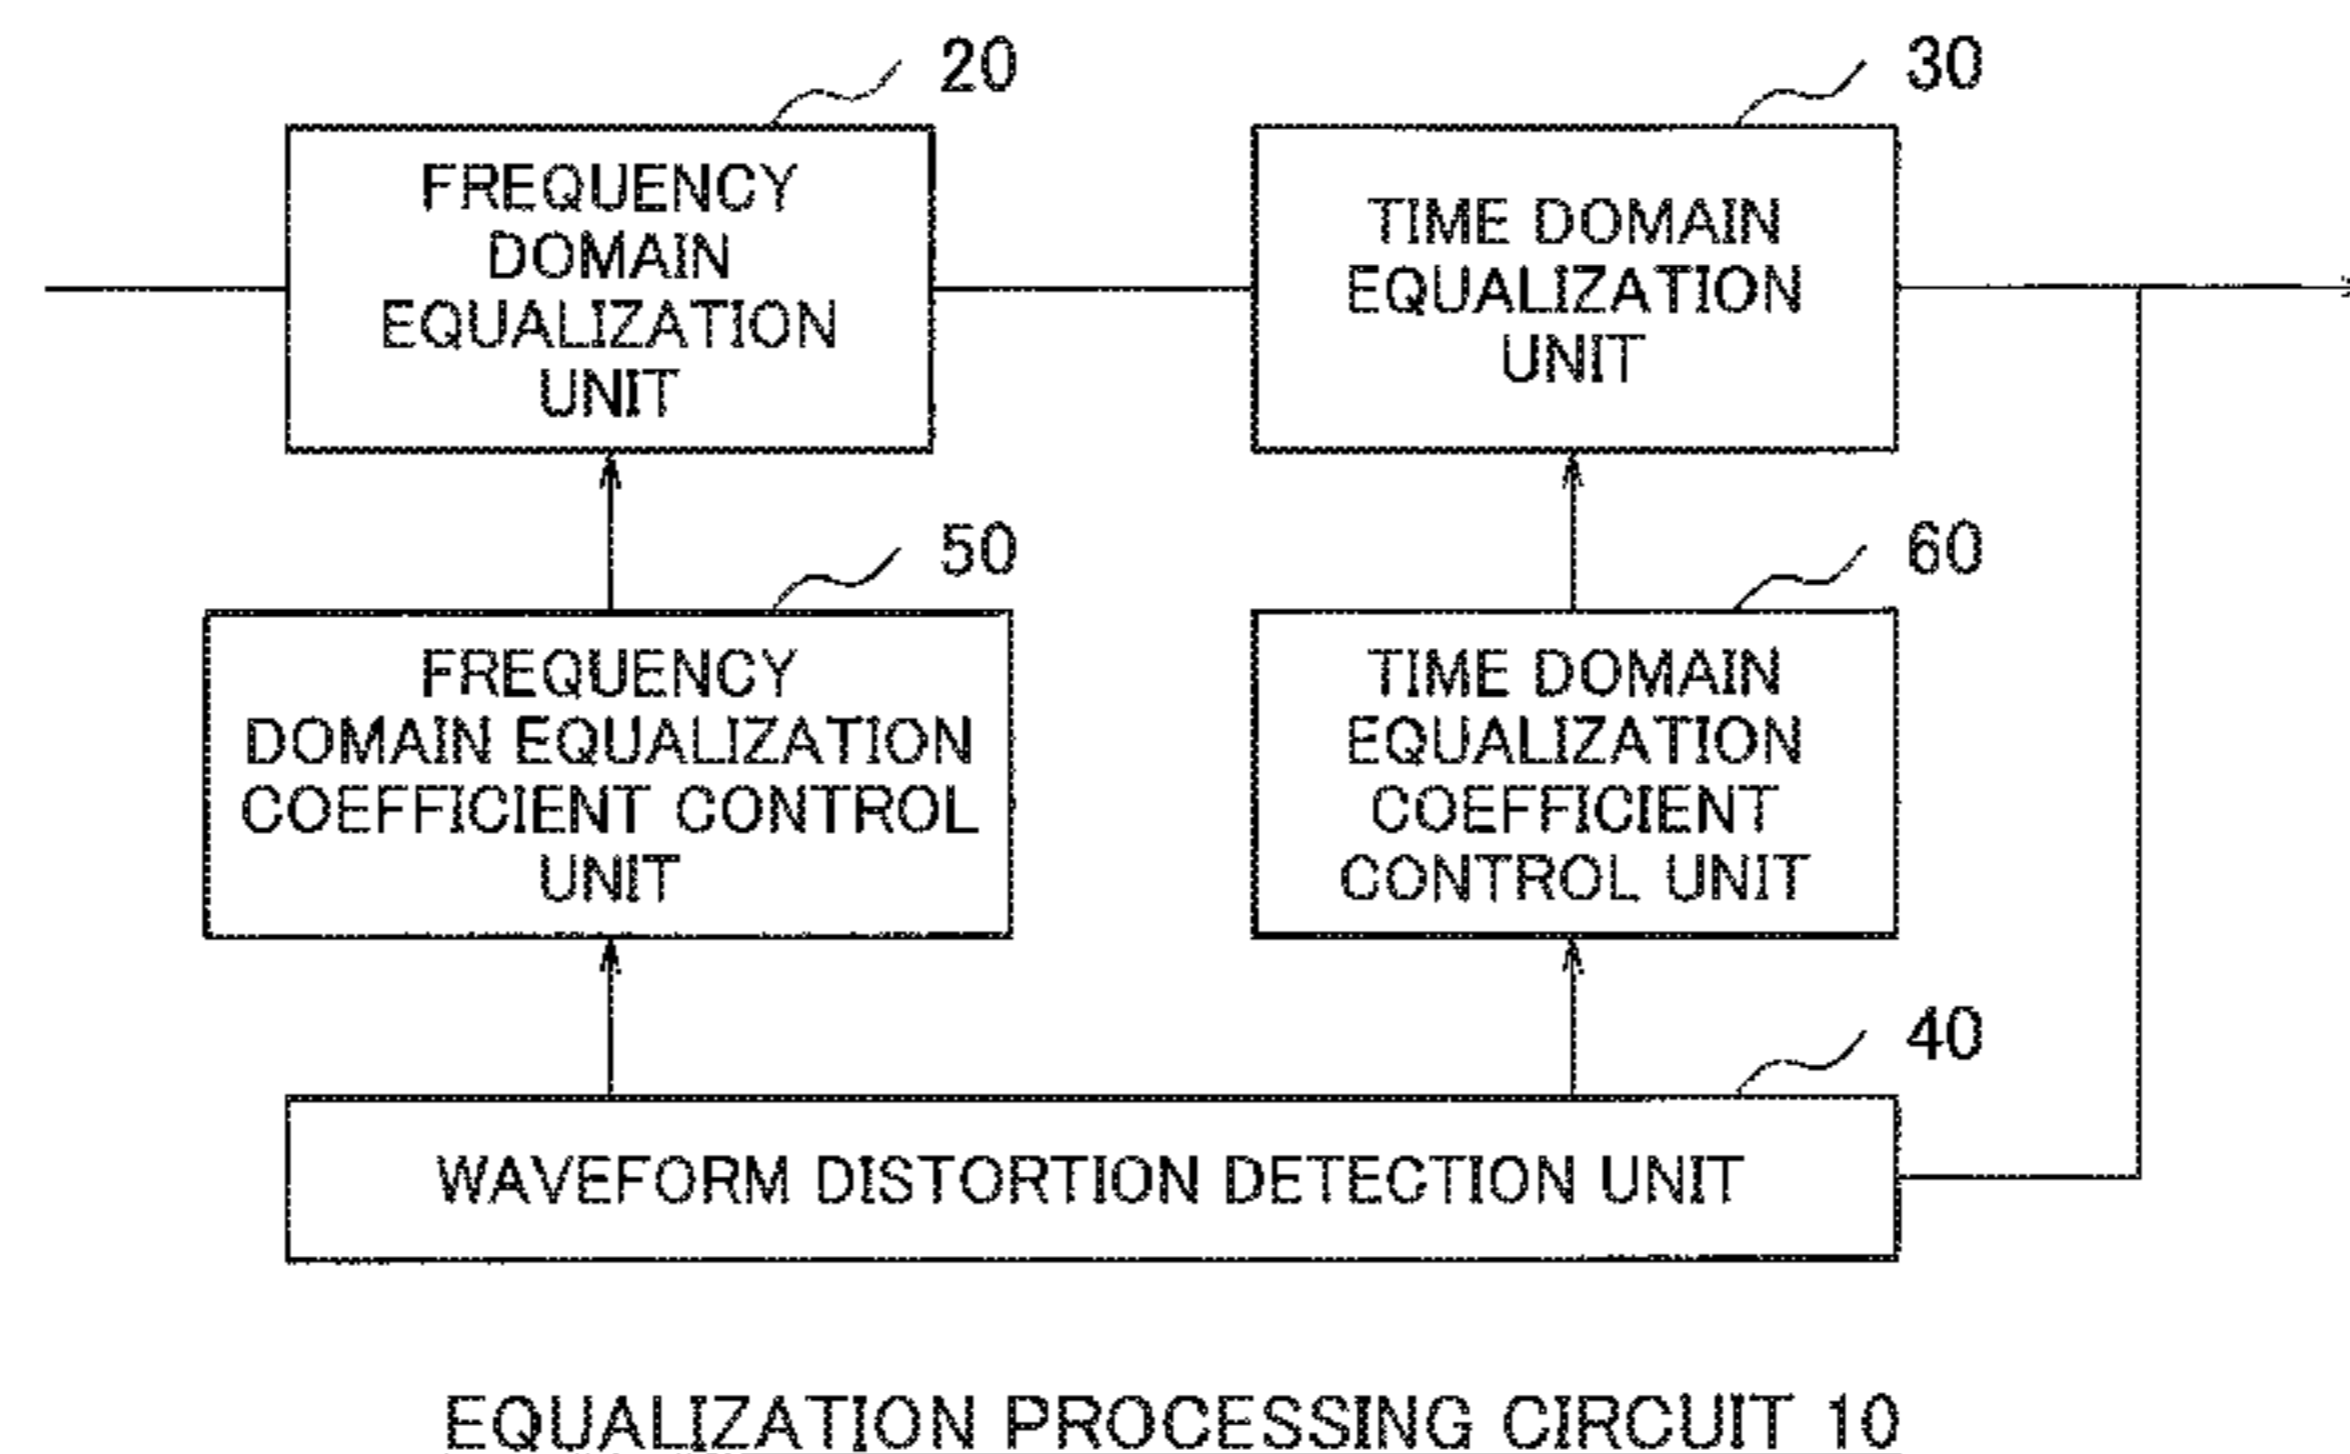 20
FREQUENCY
DOMAIN
EQUALIZATION
UNIT
30
TIME DOMAIN
EQUALIZATION
UNIT
50
FREQUENCY
DOMAIN EQUALIZATION
COEFFICIENT CONTROL
UNIT
60
TIME DOMAIN
EQUALIZATION
COEFFICIENT
CONTROL UNIT
40
WAVEFORM DISTORTION DETECTION UNIT
EQUALIZATION PROCESSING CIRCUIT 10